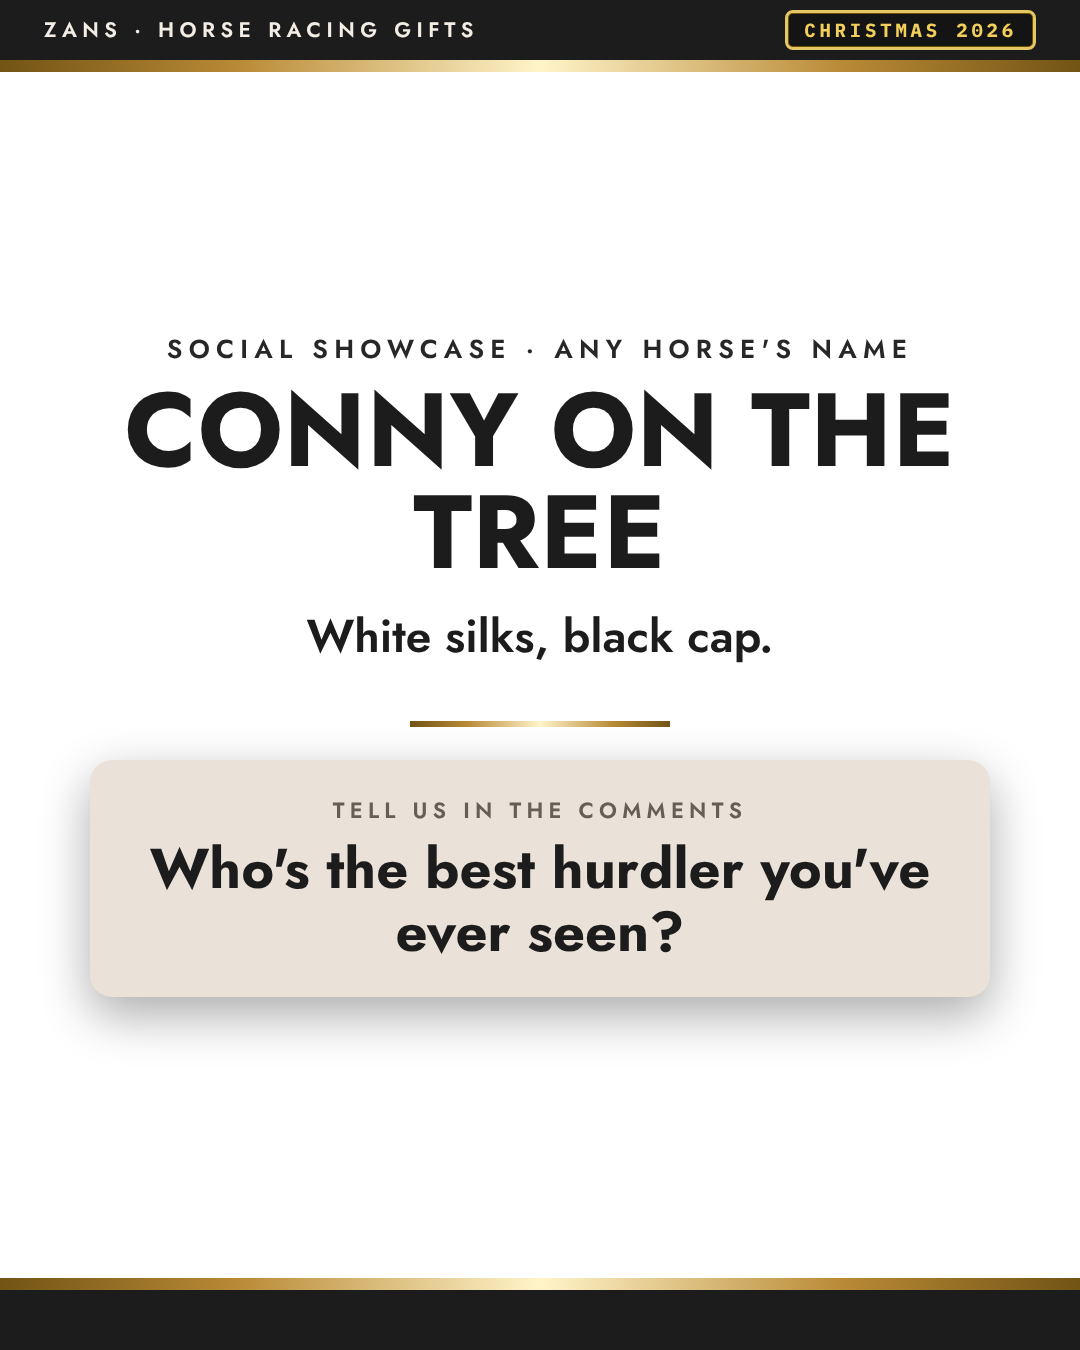 ZANS · HORSE RACING GIFTS
CHRISTMAS 2026
SOCIAL SHOWCASE · ANY HORSE'S NAME
CONNY ON THE
TREE
White silks, black cap.
TELL US IN THE COMMENTS
Who's the best hurdler you've
ever seen?